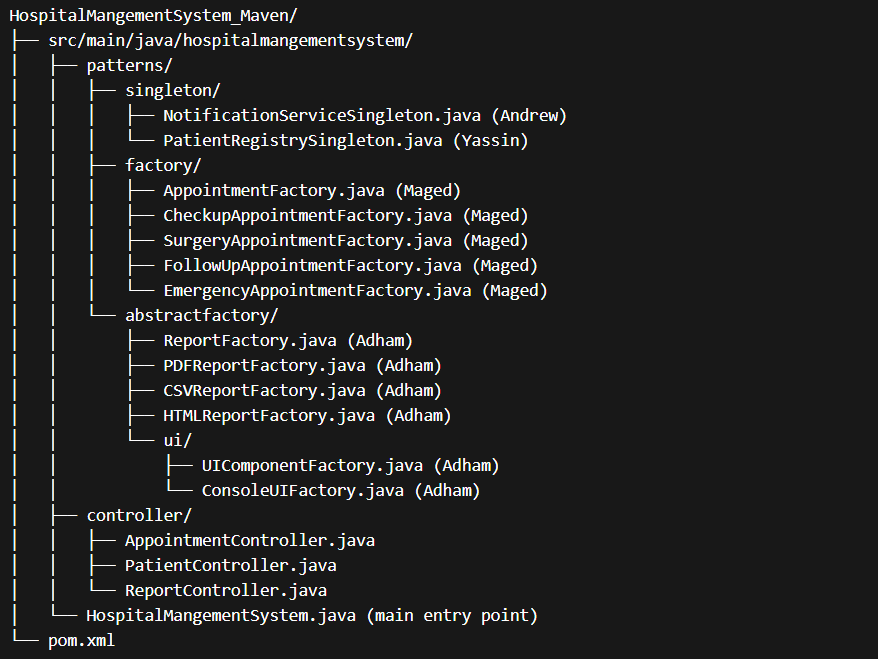 HospitalMangementSystem_Maven/
├── src/main/java/hospitalmangementsystem/
│   ├── patterns/
│   │   ├── singleton/
│   │   │   ├── NotificationServiceSingleton.java (Andrew)
│   │   │   └── PatientRegistrySingleton.java (Yassin)
│   │   ├── factory/
│   │   │   ├── AppointmentFactory.java (Maged)
│   │   │   ├── CheckupAppointmentFactory.java (Maged)
│   │   │   ├── SurgeryAppointmentFactory.java (Maged)
│   │   │   ├── FollowUpAppointmentFactory.java (Maged)
│   │   │   └── EmergencyAppointmentFactory.java (Maged)
│   │   └── abstractfactory/
│   │       ├── ReportFactory.java (Adham)
│   │       ├── PDFReportFactory.java (Adham)
│   │       ├── CSVReportFactory.java (Adham)
│   │       ├── HTMLReportFactory.java (Adham)
│   │       └── ui/
│   │           ├── UIComponentFactory.java (Adham)
│   │           └── ConsoleUIFactory.java (Adham)
│   ├── controller/
│   │   ├── AppointmentController.java
│   │   ├── PatientController.java
│   │   └── ReportController.java
│   └── HospitalMangementSystem.java (main entry point)
└── pom.xml